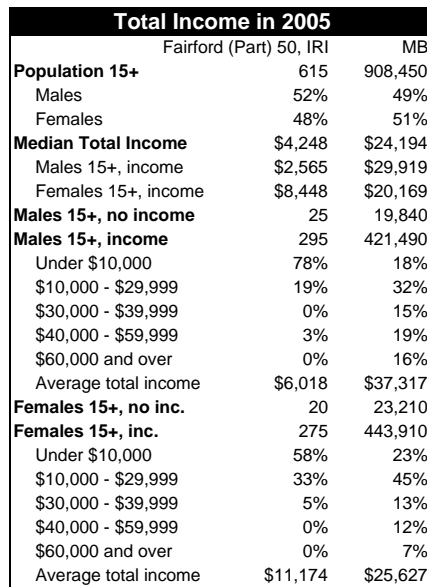 Total Income in 2005
Fairford (Part) 50, IRI MB
Population 15+ 615 908,450
Males 52% 49%
Females 48% 51%
Median Total Income $4,248 $24,194
Males 15+, income $2,565 $29,919
Females 15+, income $8,448 $20,169
Males 15+, no income 25 19,840
Males 15+, income 295 421,490
Under $10,000 78% 18%
$10,000 - $29,999 19% 32%
$30,000 - $39,999 0% 15%
$40,000 - $59,999 3% 19%
$60,000 and over 0% 16%
Average total income $6,018 $37,317
Females 15+, no inc. 20 23,210
Females 15+, inc. 275 443,910
Under $10,000 58% 23%
$10,000 - $29,999 33% 45%
$30,000 - $39,999 5% 13%
$40,000 - $59,999 0% 12%
$60,000 and over 0% 7%
Average total income $11,174 $25,627